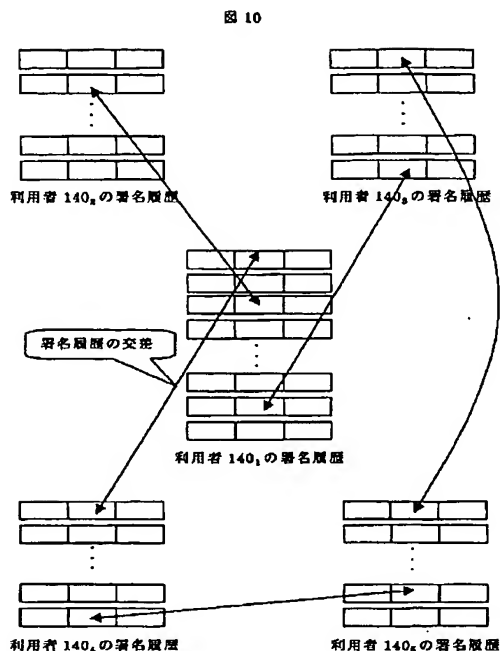 図 10
利用者 140₂ の署名履歴
利用者 140₃ の署名履歴
署名履歴の交差
利用者 140₁ の署名履歴
利用者 140₄ の署名履歴
利用者 140₅ の署名履歴